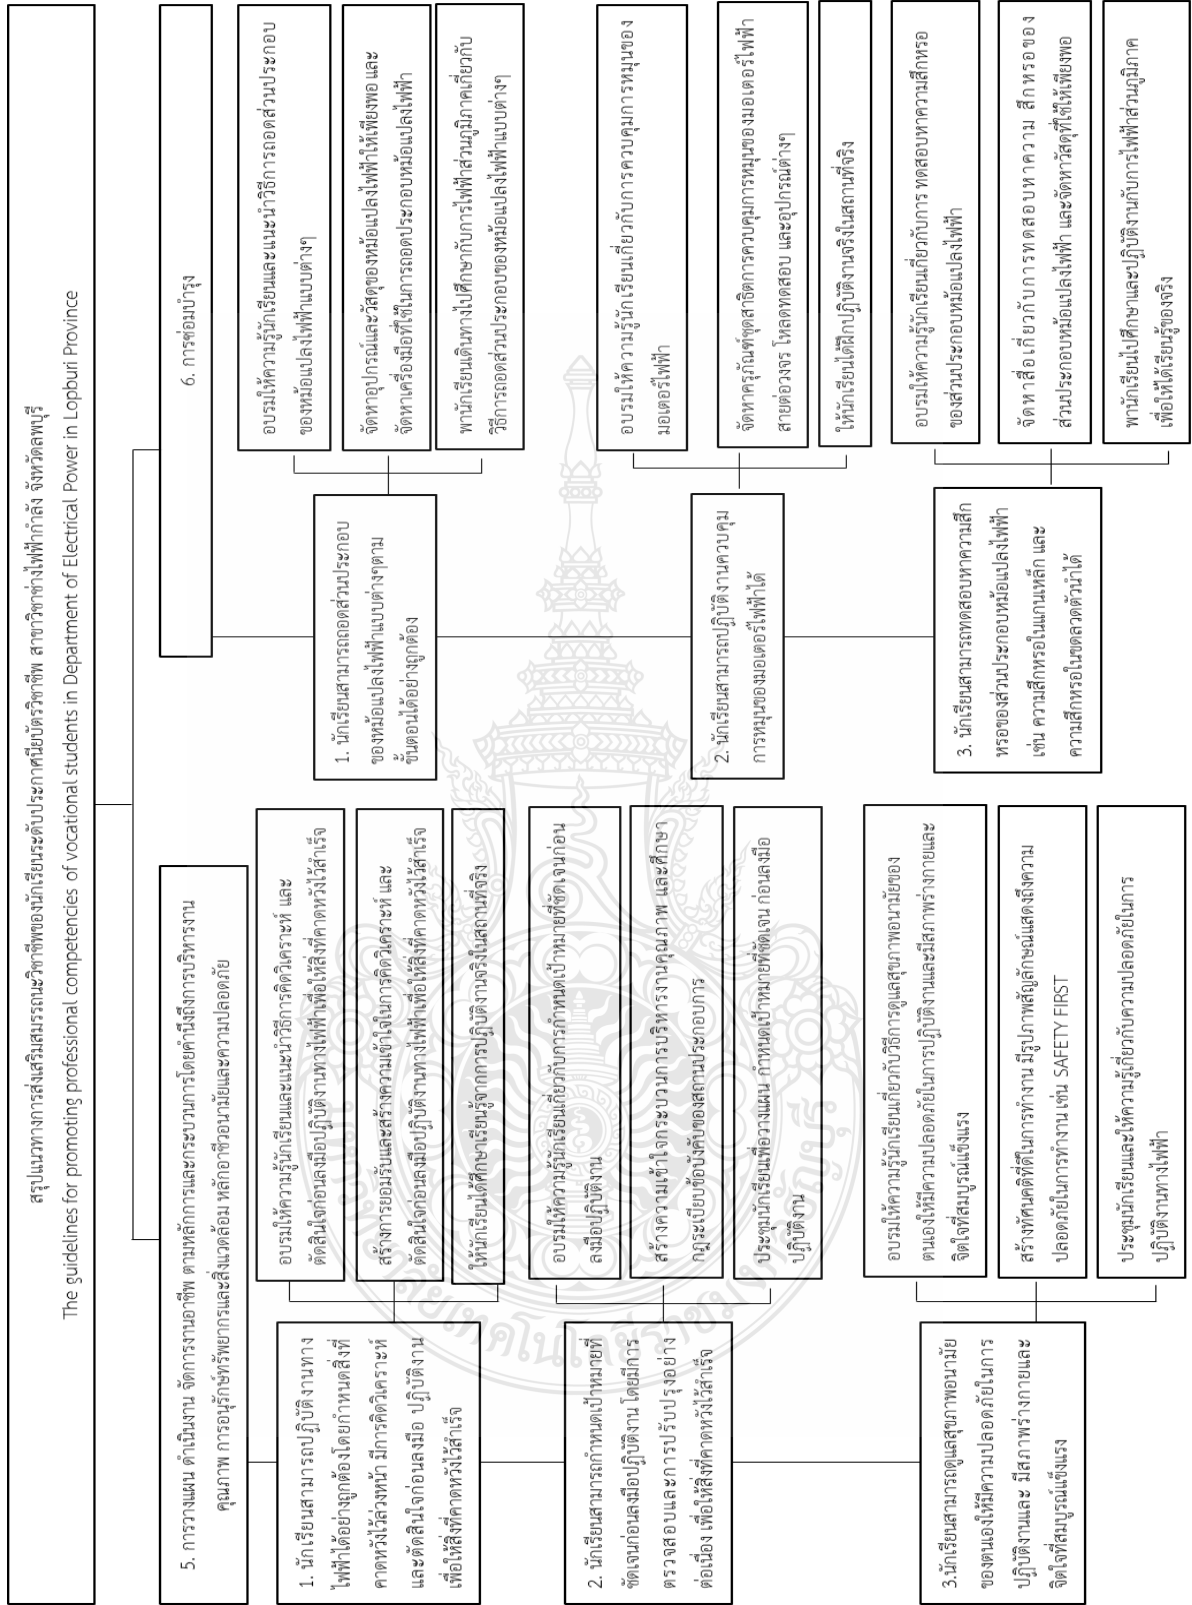 สรุปแนวทางการส่งเสริมสมรรถนะวิชาชีพของนักเรียนระดับประกาศนียบัตรวิชาชีพ สาขาวิชาช่างไฟฟ้ากำลัง จังหวัดลพบุรี
The guidelines for promoting professional competencies of vocational students in Department of Electrical Power in Lopburi Province
5. การวางแผน ดำเนินงาน จัดการงานอาชีพ ตามหลักการและกระบวนการโดยคำนึงถึงการบริหารงาน
คุณภาพ การอนุรักษ์ทรัพยากรและสิ่งแวดล้อม หลักอาชีวอนามัยและความปลอดภัย
1. นักเรียนสามารถปฏิบัติงานทาง
ไฟฟ้าได้อย่างถูกต้องโดยกำหนดสิ่งที่
คาดหวังไว้ล่วงหน้า มีการคิดวิเคราะห์
และตัดสินใจก่อนลงมือ ปฏิบัติงาน
เพื่อให้สิ่งที่คาดหวังไว้สำเร็จ
อบรมให้ความรู้นักเรียนและแนะนำวิธีการคิดวิเคราะห์ และ
ตัดสินใจก่อนลงมือปฏิบัติงานทางไฟฟ้าเพื่อให้สิ่งที่คาดหวังไว้สำเร็จ
สร้างการยอมรับและสร้างความเข้าใจในการคิดวิเคราะห์ และ
ตัดสินใจก่อนลงมือปฏิบัติงานทางไฟฟ้าเพื่อให้สิ่งที่คาดหวังไว้สำเร็จ
ให้นักเรียนได้ศึกษาเรียนรู้จากการปฏิบัติงานจริงในสถานที่จริง
2. นักเรียนสามารถกำหนดเป้าหมายที่
ชัดเจนก่อนลงมือปฏิบัติงาน โดยมีการ
ตรวจสอบและการปรับปรุงอย่าง
ต่อเนื่อง เพื่อให้สิ่งที่คาดหวังไว้สำเร็จ
อบรมให้ความรู้นักเรียนเกี่ยวกับการกำหนดเป้าหมายที่ชัดเจนก่อน
ลงมือปฏิบัติงาน
สร้างความเข้าใจกระบวนการบริหารงานคุณภาพ และศึกษา
กฎระเบียบข้อบังคับของสถานประกอบการ
ประชุมนักเรียนเพื่อวางแผน กำหนดเป้าหมายที่ชัดเจน ก่อนลงมือ
ปฏิบัติงาน
3.นักเรียนสามารถดูแลสุขภาพอนามัย
ของตนเองให้มีความปลอดภัยในการ
ปฏิบัติงานและ มีสภาพร่างกายและ
จิตใจที่สมบูรณ์แข็งแรง
อบรมให้ความรู้นักเรียนเกี่ยวกับวิธีการดูแลสุขภาพอนามัยของ
ตนเองให้มีความปลอดภัยในการปฏิบัติงานและมีสภาพร่างกายและ
จิตใจที่สมบูรณ์แข็งแรง
สร้างทัศนคติที่ดีในการทำงาน มีรูปภาพสัญลักษณ์แสดงถึงความ
ปลอดภัยในการทำงาน เช่น SAFETY FIRST
ประชุมนักเรียนและให้ความรู้เกี่ยวกับความปลอดภัยในการ
ปฏิบัติงานทางไฟฟ้า
6. การซ่อมบำรุง
1. นักเรียนสามารถถอดส่วนประกอบ
ของหม้อแปลงไฟฟ้าแบบต่างๆตาม
ขั้นตอนได้อย่างถูกต้อง
อบรมให้ความรู้นักเรียนและแนะนำวิธีการถอดส่วนประกอบ
ของหม้อแปลงไฟฟ้าแบบต่างๆ
จัดหาอุปกรณ์และวัสดุของหม้อแปลงไฟฟ้าให้เพียงพอ และ
จัดหาเครื่องมือที่ใช้ในการถอดประกอบหม้อแปลงไฟฟ้า
พานักเรียนเดินทางไปศึกษากับการไฟฟ้าส่วนภูมิภาคเกี่ยวกับ
วิธีการถอดส่วนประกอบของหม้อแปลงไฟฟ้าแบบต่างๆ
2. นักเรียนสามารถปฏิบัติงานควบคุม
การหมุนของมอเตอร์ไฟฟ้าได้
อบรมให้ความรู้นักเรียนเกี่ยวกับการควบคุมการหมุนของ
มอเตอร์ไฟฟ้า
จัดหาครุภัณฑ์ชุดสาธิตการควบคุมการหมุนของมอเตอร์ไฟฟ้า
สายต่อวงจร โหลดทดสอบ และอุปกรณ์ต่างๆ
ให้นักเรียนได้ฝึกปฏิบัติงานจริงในสถานที่จริง
3. นักเรียนสามารถทดสอบหาความสึก
หรอของส่วนประกอบหม้อแปลงไฟฟ้า
เช่น ความสึกหรอในแกนเหล็ก และ
ความสึกหรอในขดลวดตัวนำได้
อบรมให้ความรู้นักเรียนเกี่ยวกับการ ทดสอบหาความสึกหรอ
ของส่วนประกอบหม้อแปลงไฟฟ้า
จัดหาสื่อเกี่ยวกับการทดสอบหาความ สึกหรอของ
ส่วนประกอบหม้อแปลงไฟฟ้า และจัดหาวัสดุที่ใช้ให้เพียงพอ
พานักเรียนไปศึกษาและปฏิบัติงานกับการไฟฟ้าส่วนภูมิภาค
เพื่อให้ได้เรียนรู้ของจริง